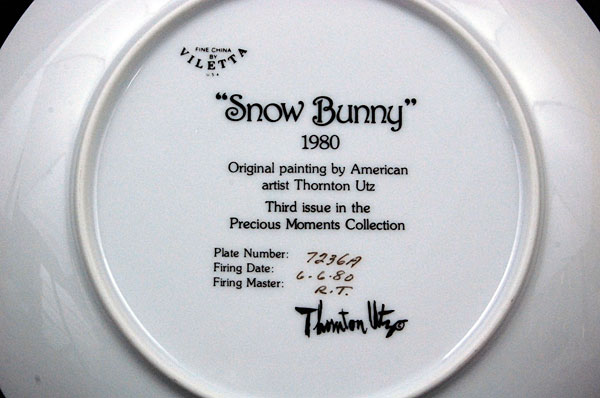 FINE CHINA
BY
VILETTA
USA
"Snow Bunny"
1980
Original painting by American
artist Thornton Utz
Third issue in the
Precious Moments Collection
Plate Number: 7236A
Firing Date: 6-6-80
Firing Master: R.T.
Thornton Utz